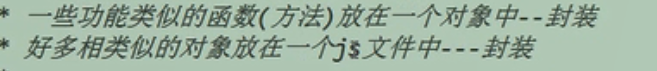 * 一些功能类似的函数(方法)放在一个对象中--封装
* 好多相类似的对象放在一个js文件中---封装